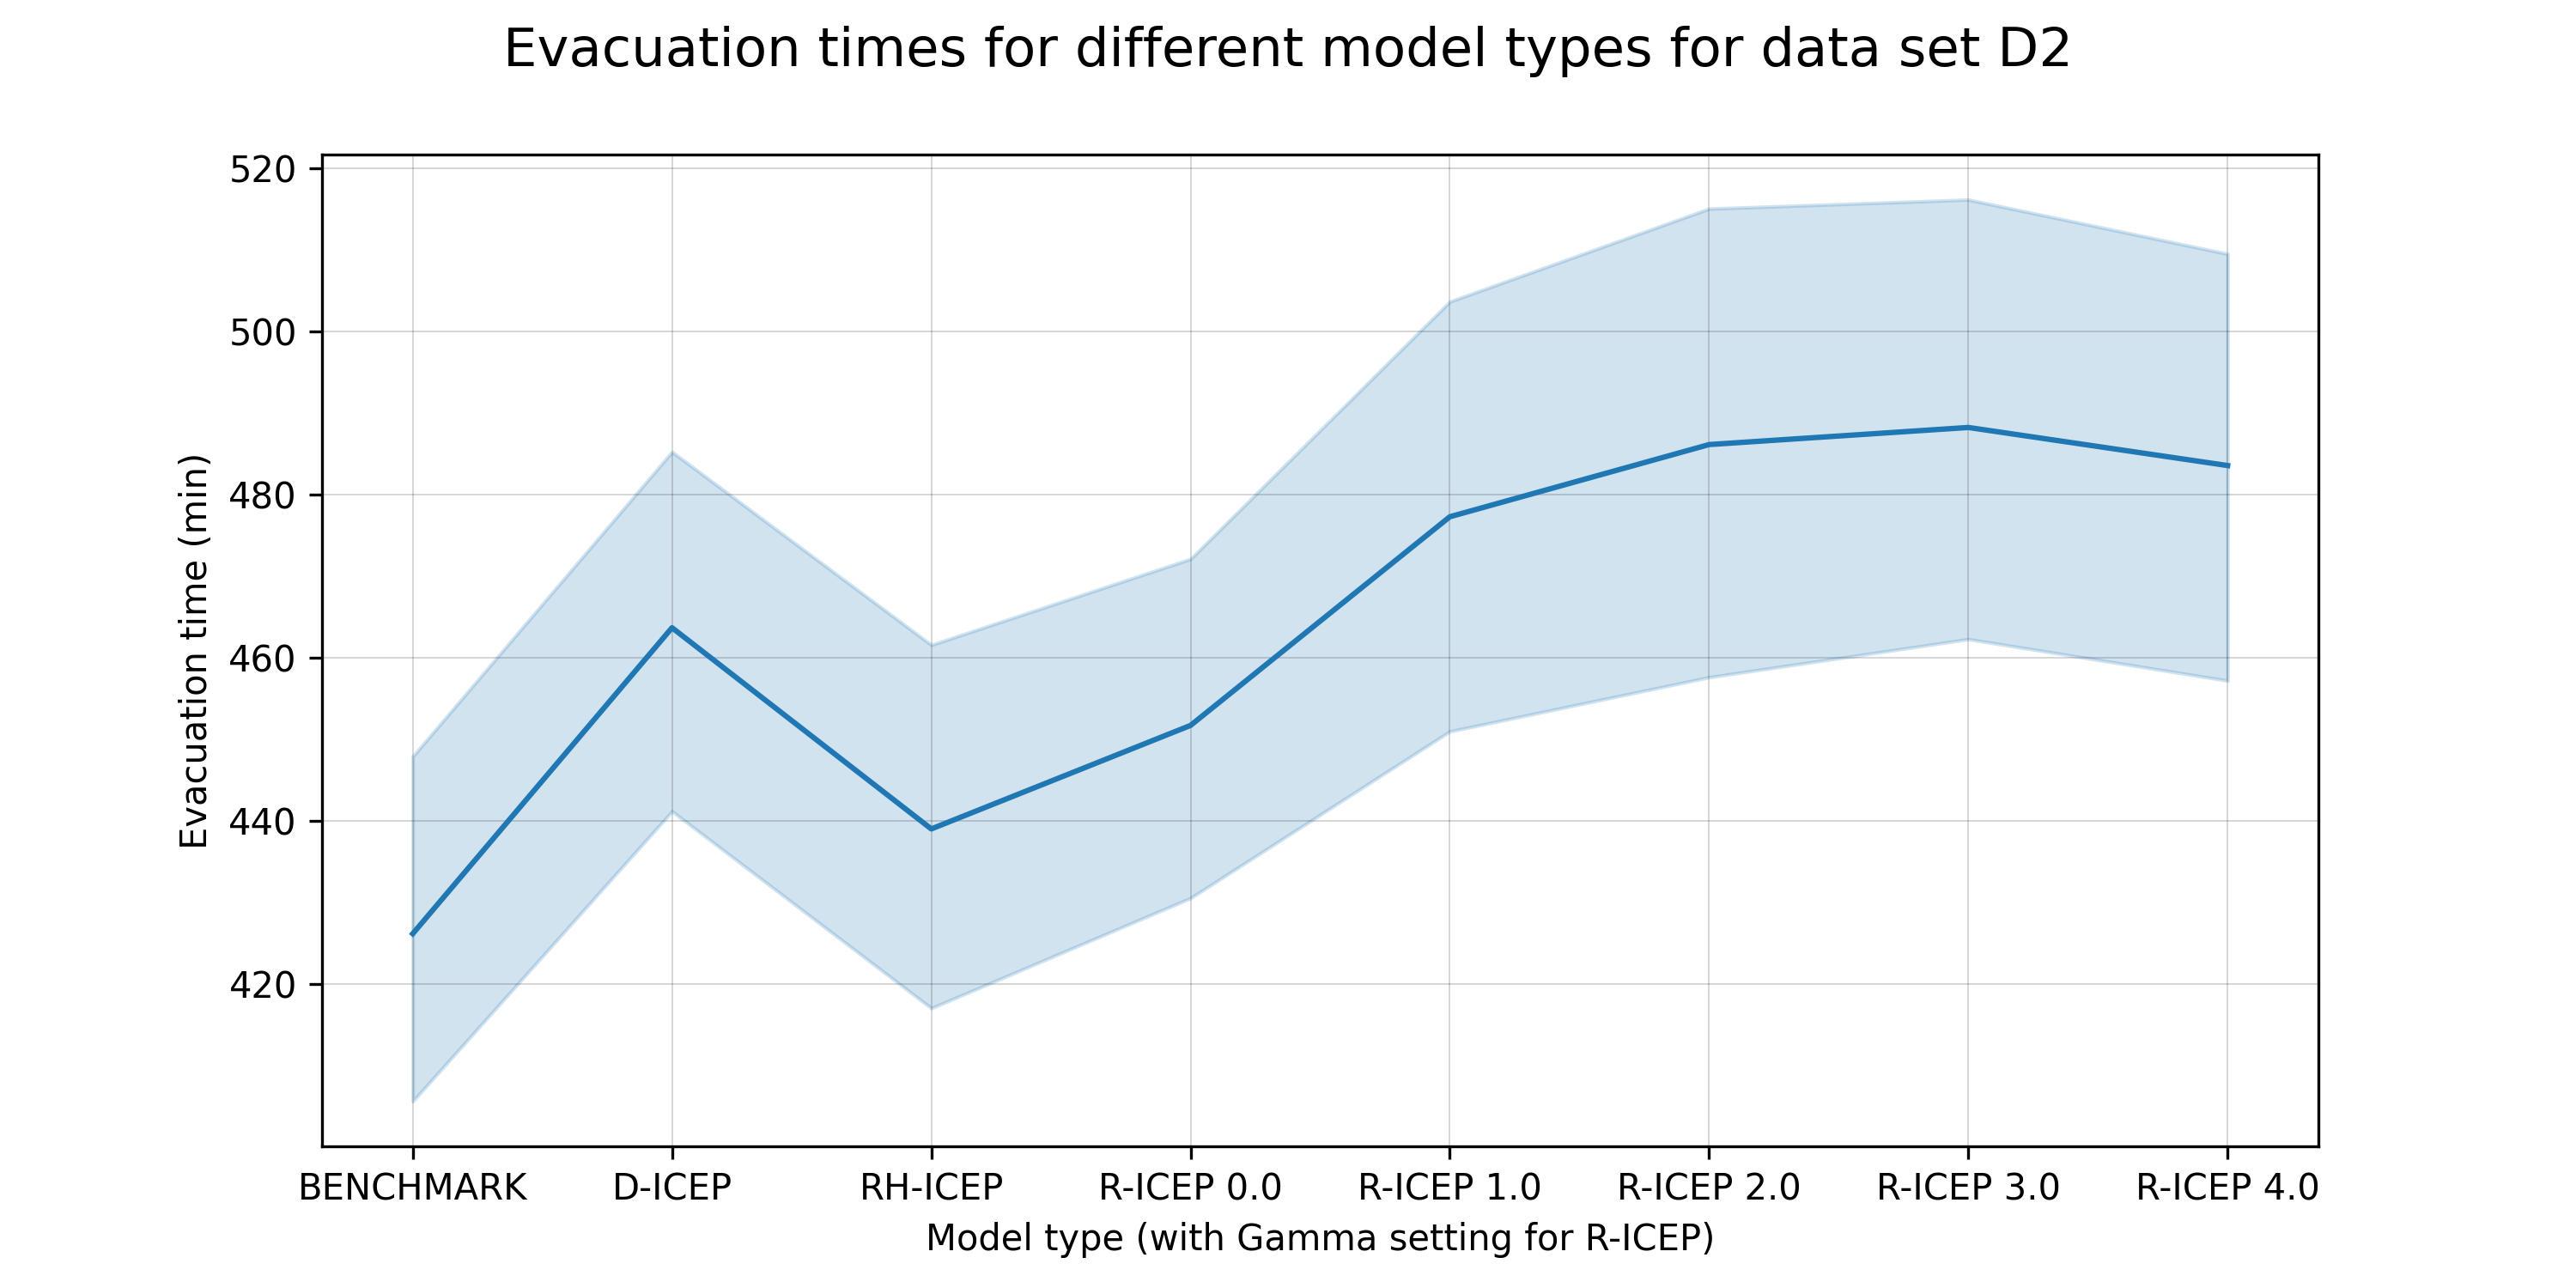 Evacuation times for different model types for data set D2
520
500
480
460
440
420
Evacuation time (min)
BENCHMARK D-ICEP RH-ICEP R-ICEP 0.0 R-ICEP 1.0 R-ICEP 2.0 R-ICEP 3.0 R-ICEP 4.0
Model type (with Gamma setting for R-ICEP)